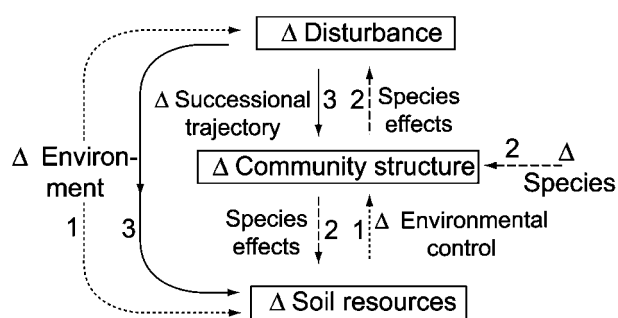 Δ Disturbance
Δ Successional trajectory
3
2
Species effects
Δ Environ-
ment
Δ Community structure
2
Δ
Species
1
3
Species effects
2
1
Δ Environmental control
Δ Soil resources